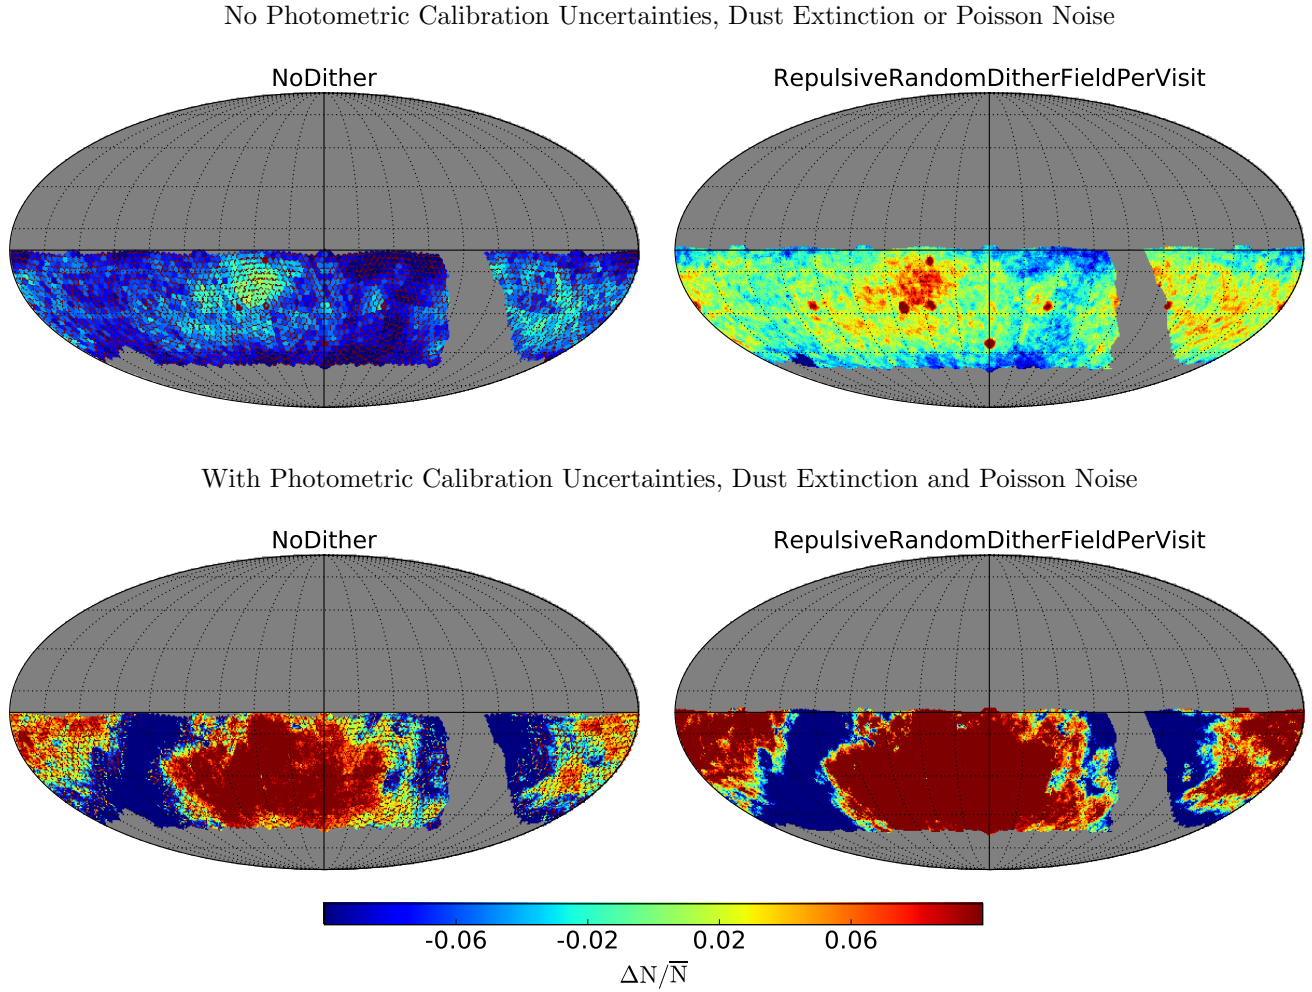 No Photometric Calibration Uncertainties, Dust Extinction or Poisson Noise
NoDither
RepulsiveRandomDitherFieldPerVisit
With Photometric Calibration Uncertainties, Dust Extinction and Poisson Noise
NoDither
RepulsiveRandomDitherFieldPerVisit
-0.06 -0.02 0.02 0.06
ΔN/N̅